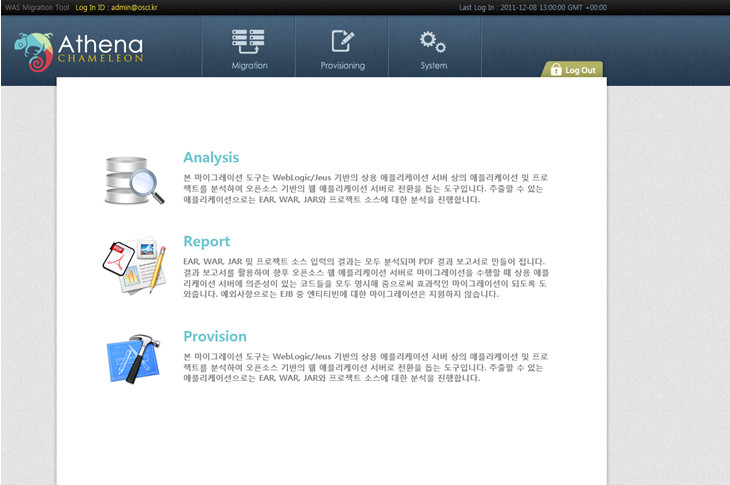 WAS Migration Tool Log In ID : admin@osci.kr Last Log In : 2011-12-08 13:00:00 GMT +00:00
Athena
CHAMELEON
Migration
Provisioning
System
Log Out
Analysis
본 마이그레이션 도구는 WebLogic/Jeus 기반의 상용 애플리케이션 서버 상의 애플리케이션 및 프로
젝트를 분석하여 오픈소스 기반의 웹 애플리케이션 서버로 전환을 돕는 도구입니다. 주출할 수 있는
애플리케이션으로는 EAR, WAR, JAR와 프로젝트 소스에 대한 분석을 진행합니다.
PDF
Report
EAR, WAR, JAR 및 프로젝트 소스 입력의 결과는 모두 분석되며 PDF 결과 보고서로 만들어 집니다.
결과 보고서를 활용하여 향후 오픈소스 웹 애플리케이션 서버로 마이그레이션을 수행할 때 상용 애플
리케이션 서버에 의존성이 있는 코드들을 모두 명시해 줌으로써 효과적인 마이그레이션이 되도록 도
와줍니다. 예외사항으로는 EJB 중 엔티티빈에 대한 마이그레이션은 지원하지 않습니다.
Provision
본 마이그레이션 도구는 WebLogic/Jeus 기반의 상용 애플리케이션 서버 상의 애플리케이션 및 프로
젝트를 분석하여 오픈소스 기반의 웹 애플리케이션 서버로 전환을 돕는 도구입니다. 주출할 수 있는
애플리케이션으로는 EAR, WAR, JAR와 프로젝트 소스에 대한 분석을 진행합니다.